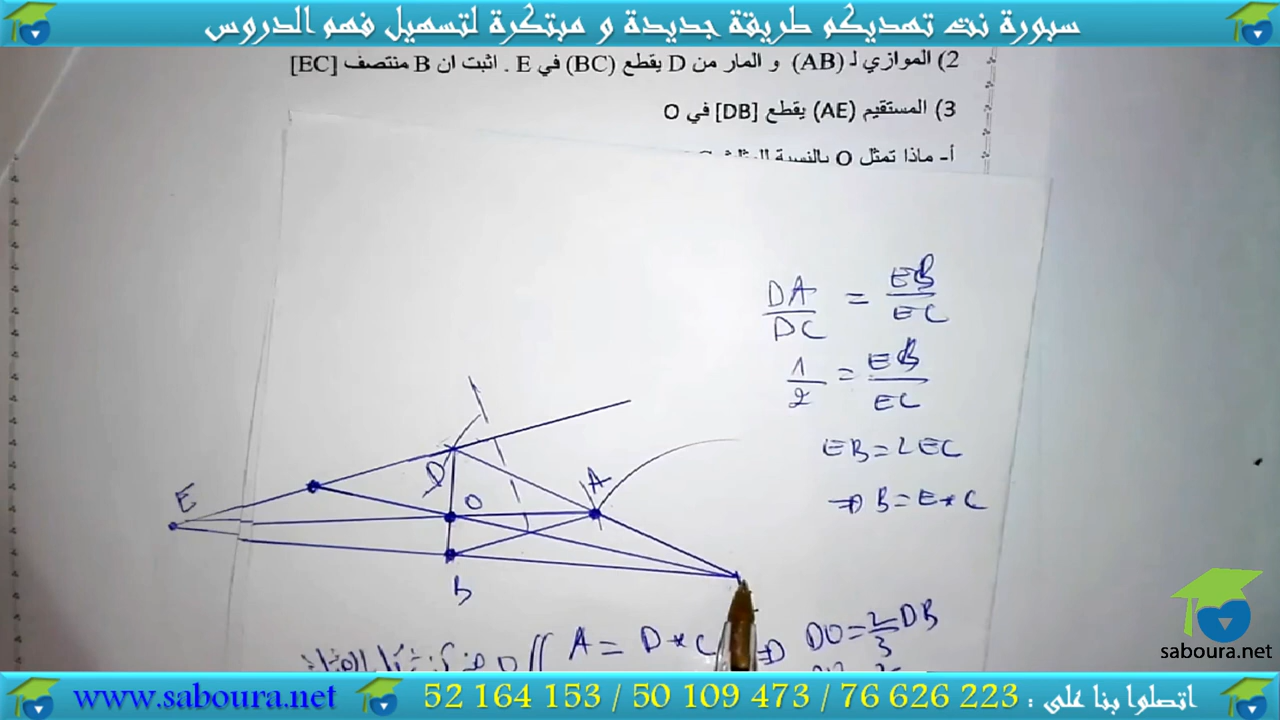 سبورة نت تهديكم طريقة جديدة و مبتكرة لتسهيل فهم الدروس
2) الموازي لـ (AB) و المار من D يقطع (BC) في E . اثبت ان B منتصف [EC]
3) المستقيم (AE) يقطع [DB] في O
أ- ماذا تمثل O بالنسبة
DA/DC = EB/EC
1/2 = EB/EC
EB=2EC
⇒ B=E*C
E
D
O
A
B
A = D*C ⇒ DO=2/3 DB
saboura.net
www.saboura.net
اتصلوا بنا على : 52 164 153 / 50 109 473 / 76 626 223